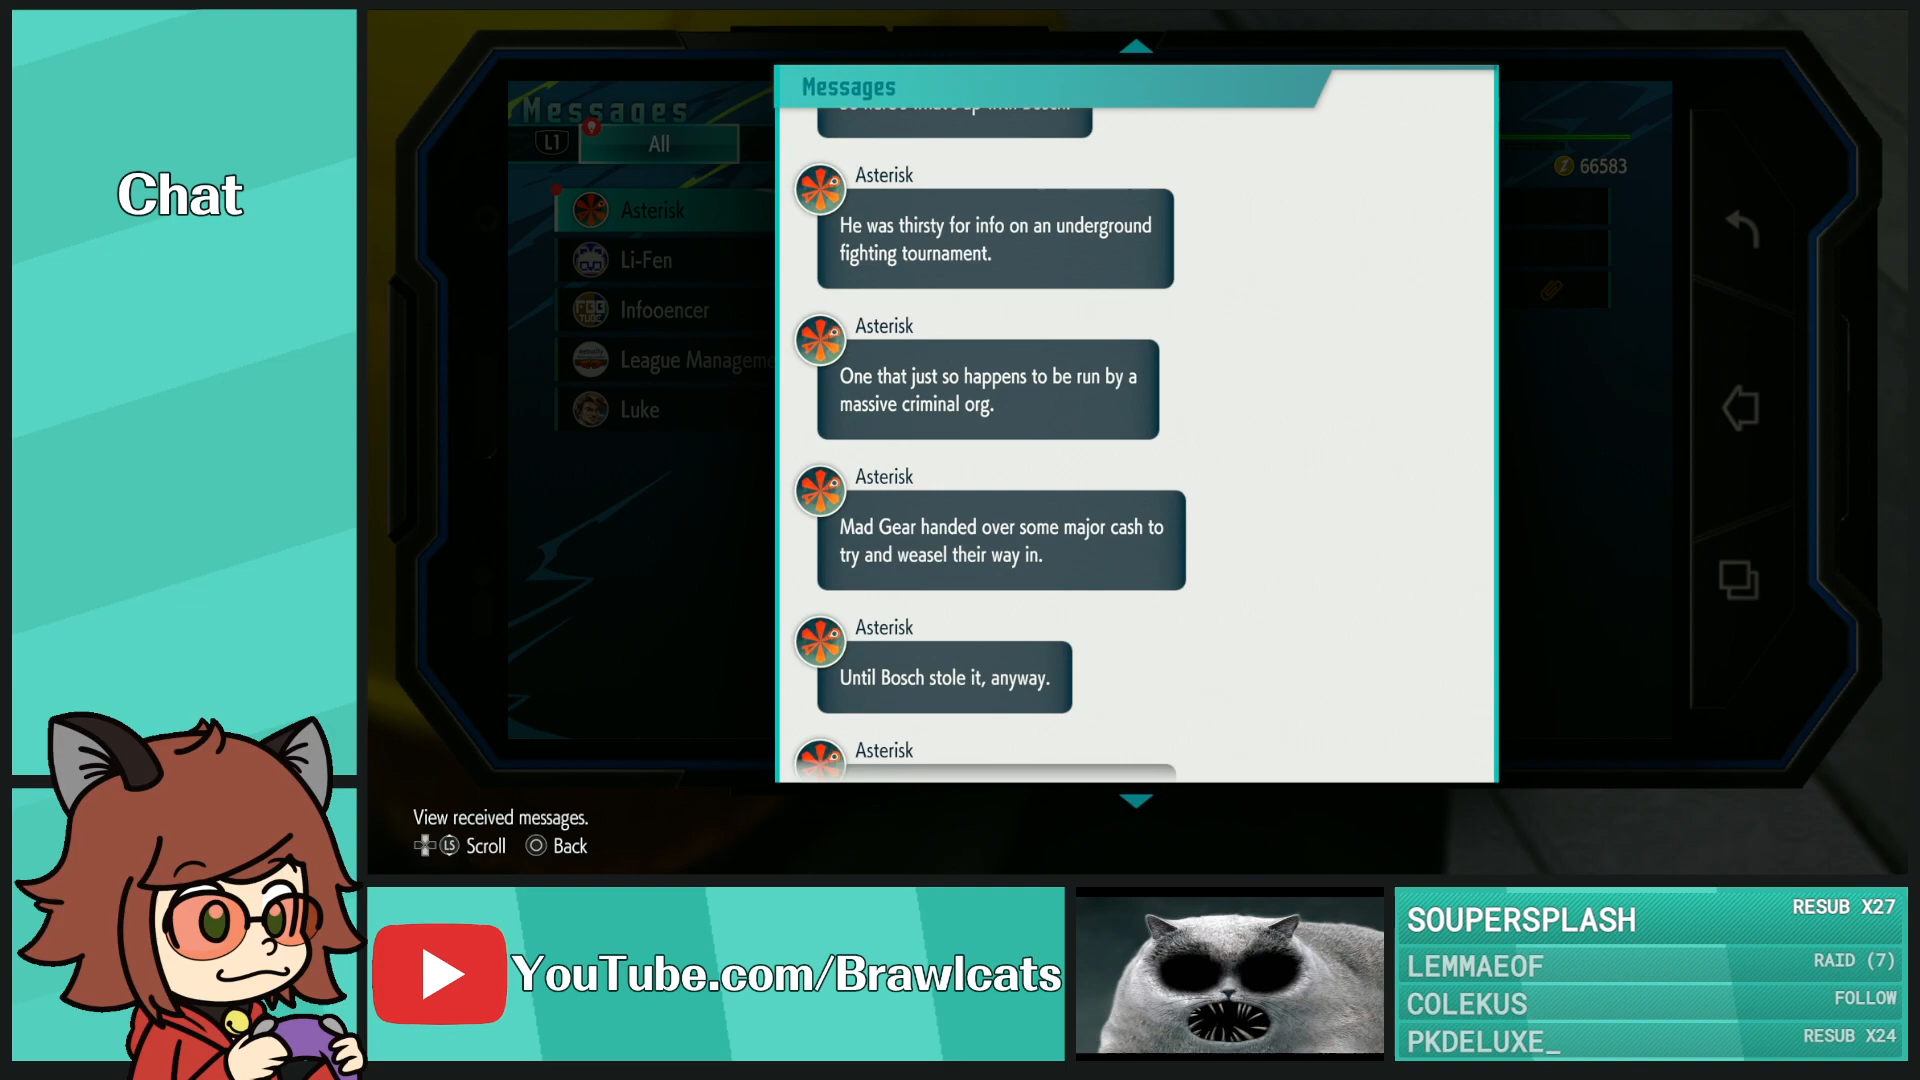 Chat
Messages
L1
All
Asterisk
Li-Fen
Infooencer
League Manageme
Luke
66583
Messages
Asterisk
He was thirsty for info on an underground
fighting tournament.
Asterisk
One that just so happens to be run by a
massive criminal org.
Asterisk
Mad Gear handed over some major cash to
try and weasel their way in.
Asterisk
Until Bosch stole it, anyway.
Asterisk
View received messages.
LS Scroll Back
YouTube.com/Brawlcats
SOUPERSPLASH RESUB X27
LEMMAEOF RAID (7)
COLEKUS FOLLOW
PKDELUXE_ RESUB X24